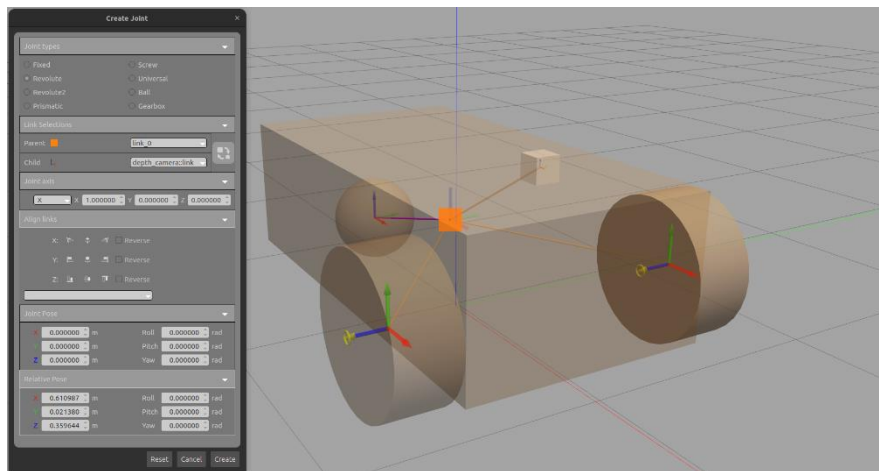 Create Joint
×
Joint types
Fixed
Screw
Revolute
Universal
Revolute2
Ball
Prismatic
Gearbox
Link Selections
Parent: link_0
Child depth_camera::link
Joint axis
X X 1.000000 Y 0.000000 Z 0.000000
Align links
X: Reverse
Y: Reverse
Z: Reverse
Joint Pose
X 0.000000 m Roll 0.000000 rad
Y 0.000000 m Pitch 0.000000 rad
Z 0.000000 m Yaw 0.000000 rad
Relative Pose
X 0.610987 m Roll 0.000000 rad
Y 0.021380 m Pitch 0.000000 rad
Z 0.359644 m Yaw 0.000000 rad
Reset Cancel Create